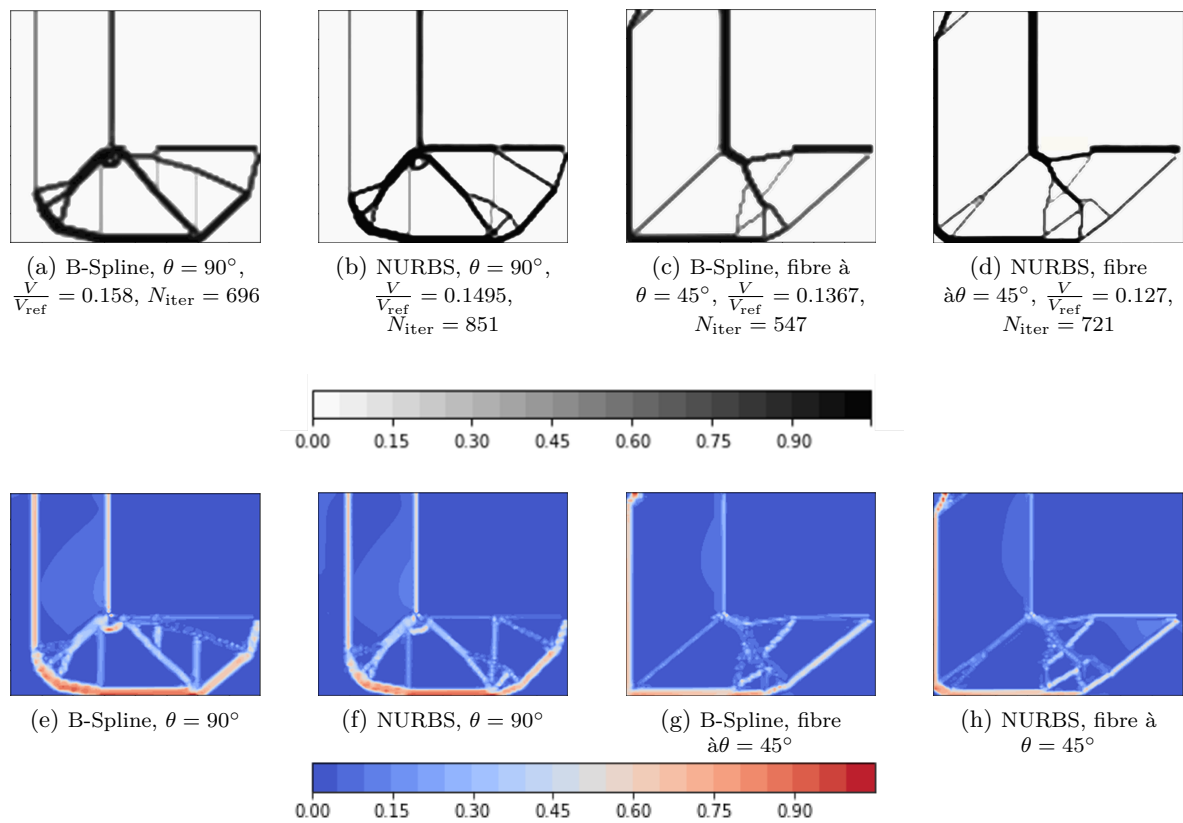 (a) B-Spline, θ = 90°,
V/V_ref = 0.158, N_iter = 696
(b) NURBS, θ = 90°,
V/V_ref = 0.1495,
N_iter = 851
(c) B-Spline, fibre à
θ = 45°, V/V_ref = 0.1367,
N_iter = 547
(d) NURBS, fibre
àθ = 45°, V/V_ref = 0.127,
N_iter = 721
0.00 0.15 0.30 0.45 0.60 0.75 0.90
(e) B-Spline, θ = 90°
(f) NURBS, θ = 90°
(g) B-Spline, fibre
àθ = 45°
(h) NURBS, fibre à
θ = 45°
0.00 0.15 0.30 0.45 0.60 0.75 0.90